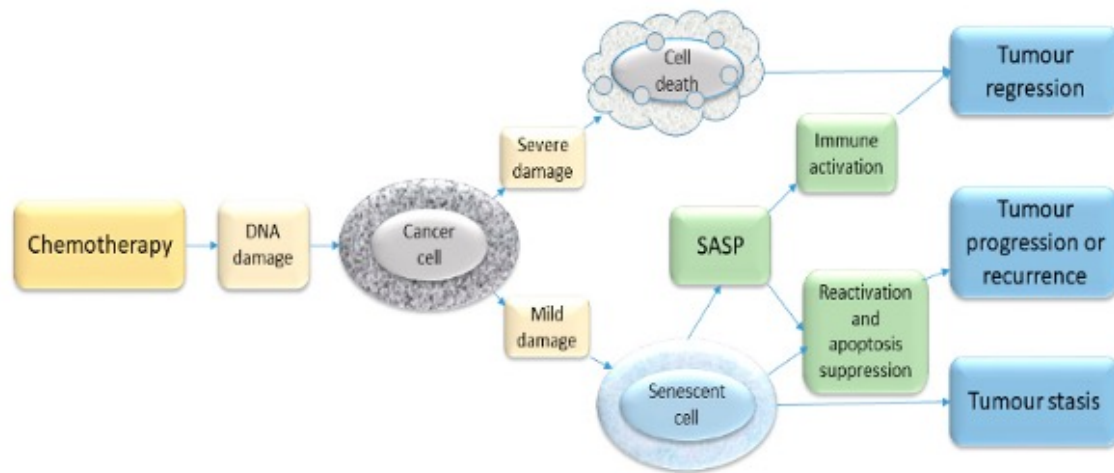 Chemotherapy
DNA
damage
Cancer
cell
Severe
damage
Mild
damage
Cell
death
Senescent
cell
SASP
Immune
activation
Reactivation
and
apoptosis
suppression
Tumour
regression
Tumour
progression or
recurrence
Tumour stasis